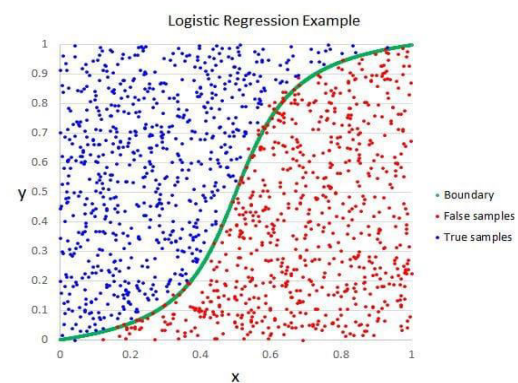 Logistic Regression Example
1
0.9
0.8
0.7
0.6
0.5
0.4
0.3
0.2
0.1
0
y
0 0.2 0.4 0.6 0.8 1
x
Boundary
False samples
True samples